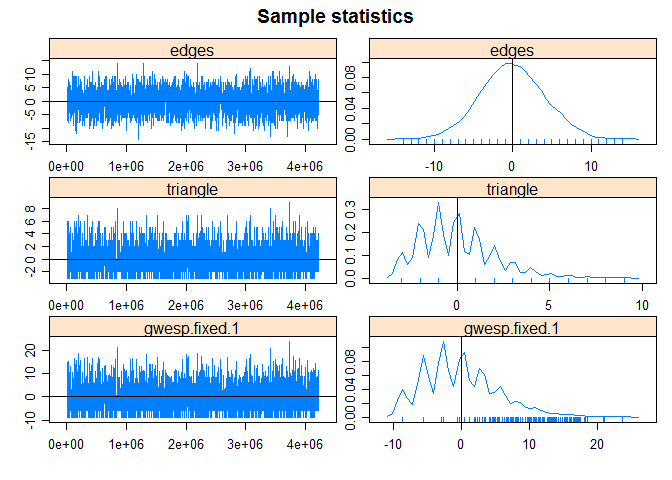 Sample statistics
edges
edges
-15 -5 0 5 10
0e+00 1e+06 2e+06 3e+06 4e+06
0.00 0.04 0.08
-10 0 10
triangle
triangle
-2 0 2 4 6 8
0e+00 1e+06 2e+06 3e+06 4e+06
0.0 0.1 0.2 0.3
0 5 10
gwesp.fixed.1
gwesp.fixed.1
-10 0 10 20
0e+00 1e+06 2e+06 3e+06 4e+06
0.00 0.04 0.08
-10 0 10 20